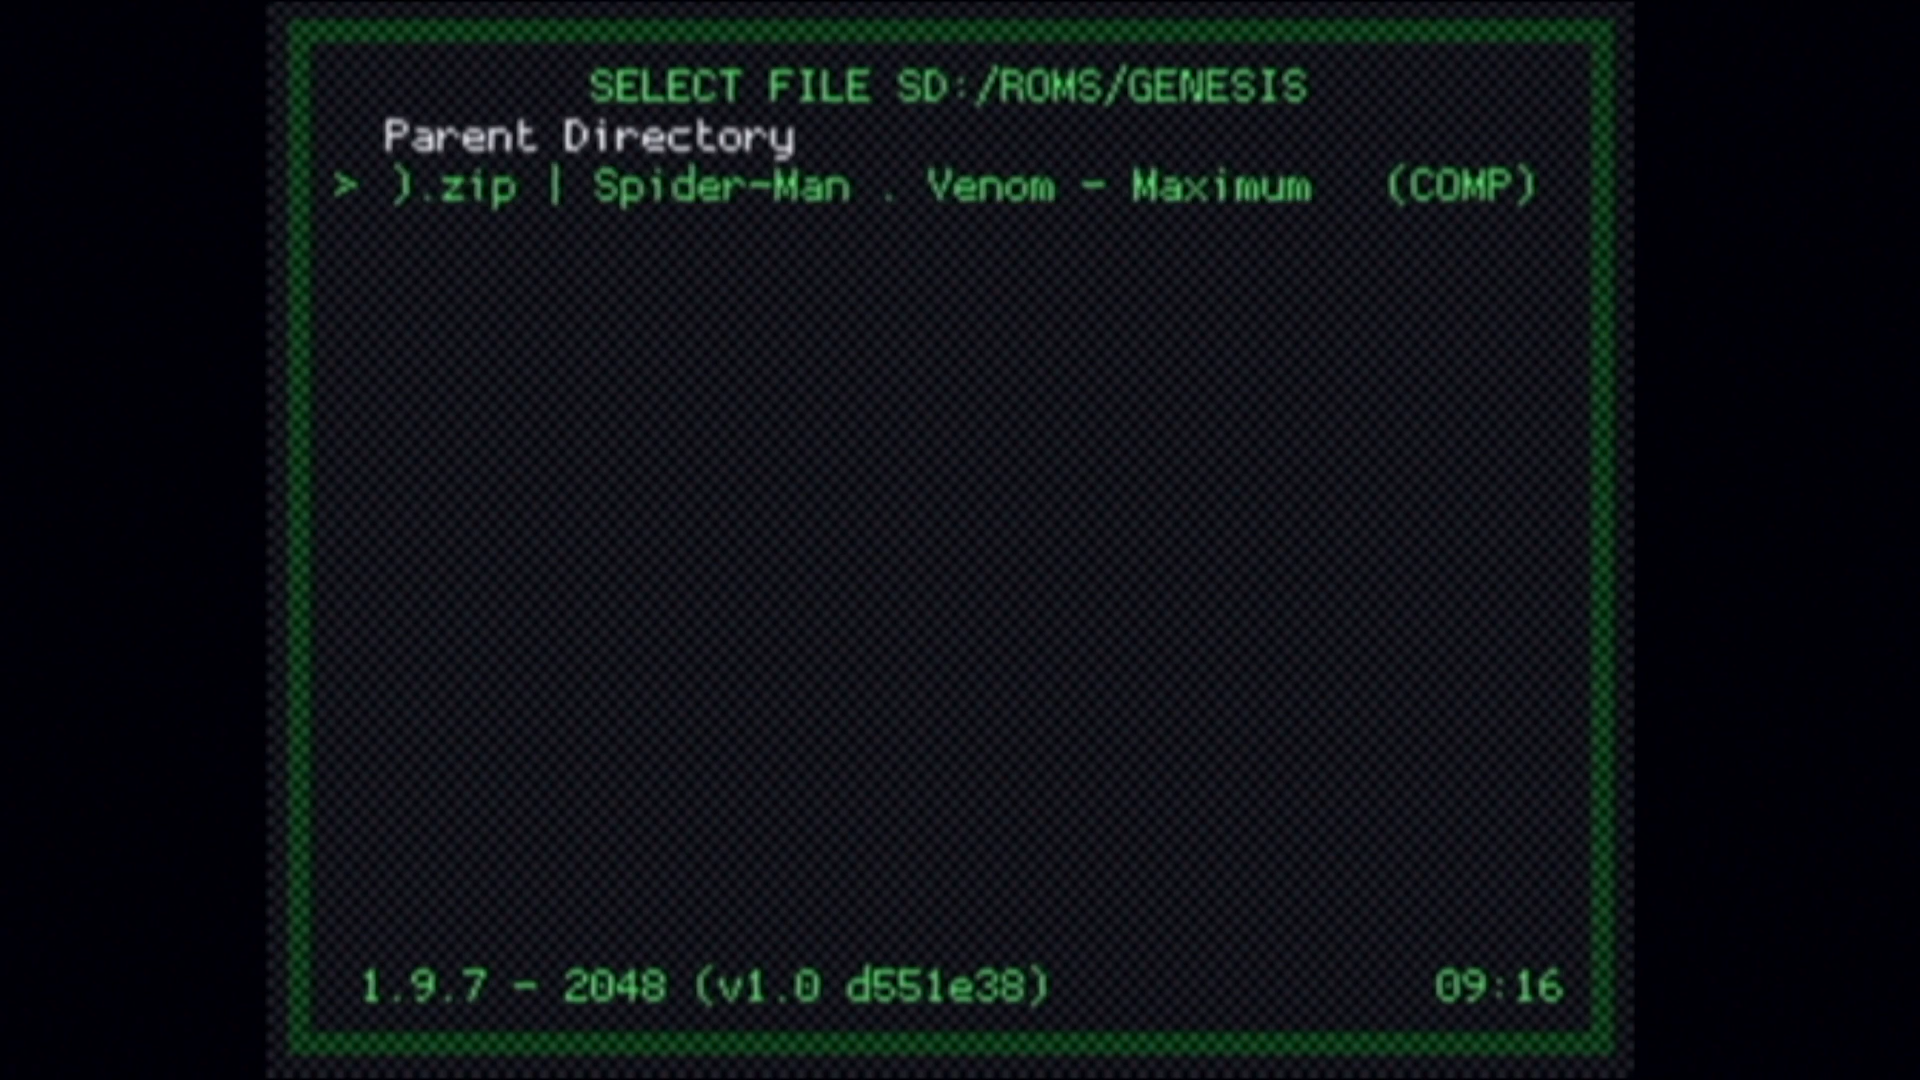 SELECT FILE SD:/ROMS/GENESIS
Parent Directory
> ).zip | Spider-Man . Venom - Maximum (COMP)
1.9.7 - 2048 (v1.0 d551e38) 09:16